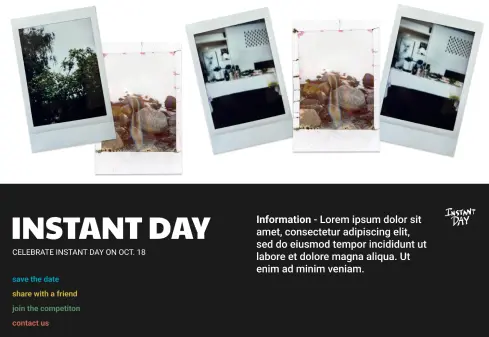 INSTANT DAY
CELEBRATE INSTANT DAY ON OCT. 18
save the date
share with a friend
join the competiton
contact us
Information - Lorem ipsum dolor sit
amet, consectetur adipiscing elit,
sed do eiusmod tempor incididunt ut
labore et dolore magna aliqua. Ut
enim ad minim veniam.
INSTANT
DAY